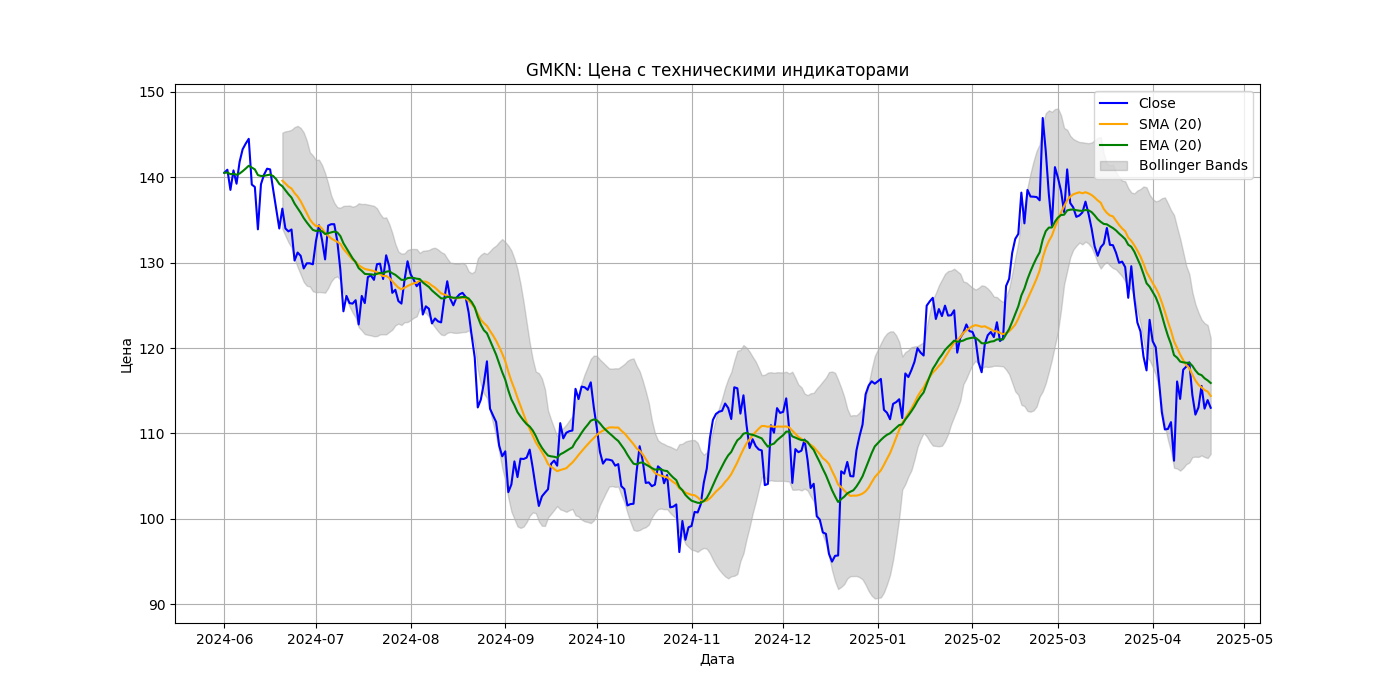 GMKN: Цена с техническими индикаторами
Close
SMA (20)
EMA (20)
Bollinger Bands
150
140
130
120
110
100
90
Цена
2024-06 2024-07 2024-08 2024-09 2024-10 2024-11 2024-12 2025-01 2025-02 2025-03 2025-04 2025-05
Дата